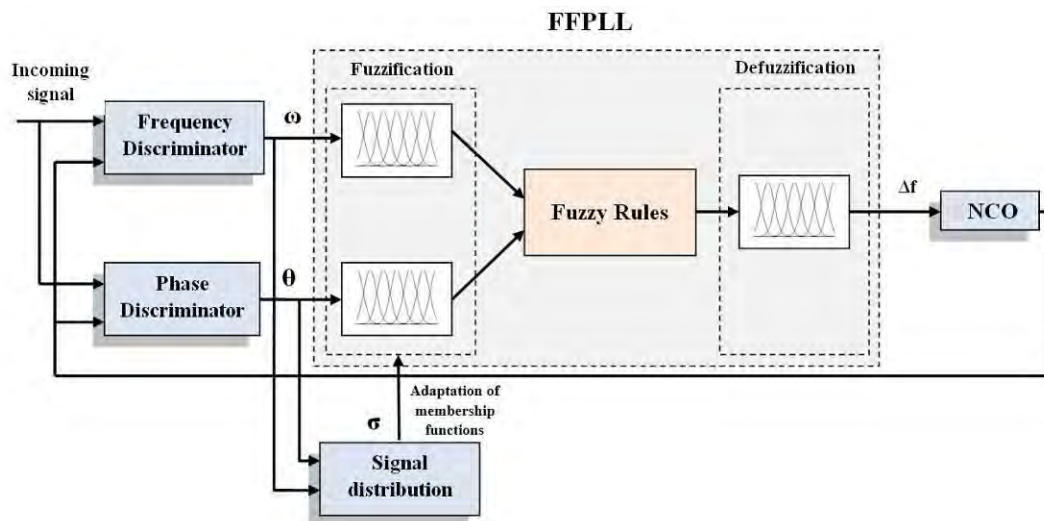 FFPLL
Incoming
signal
Fuzzification
Defuzzification
Frequency
Discriminator
ω
Fuzzy Rules
Δf
NCO
Phase
Discriminator
θ
Adaptation of
membership
functions
σ
Signal
distribution